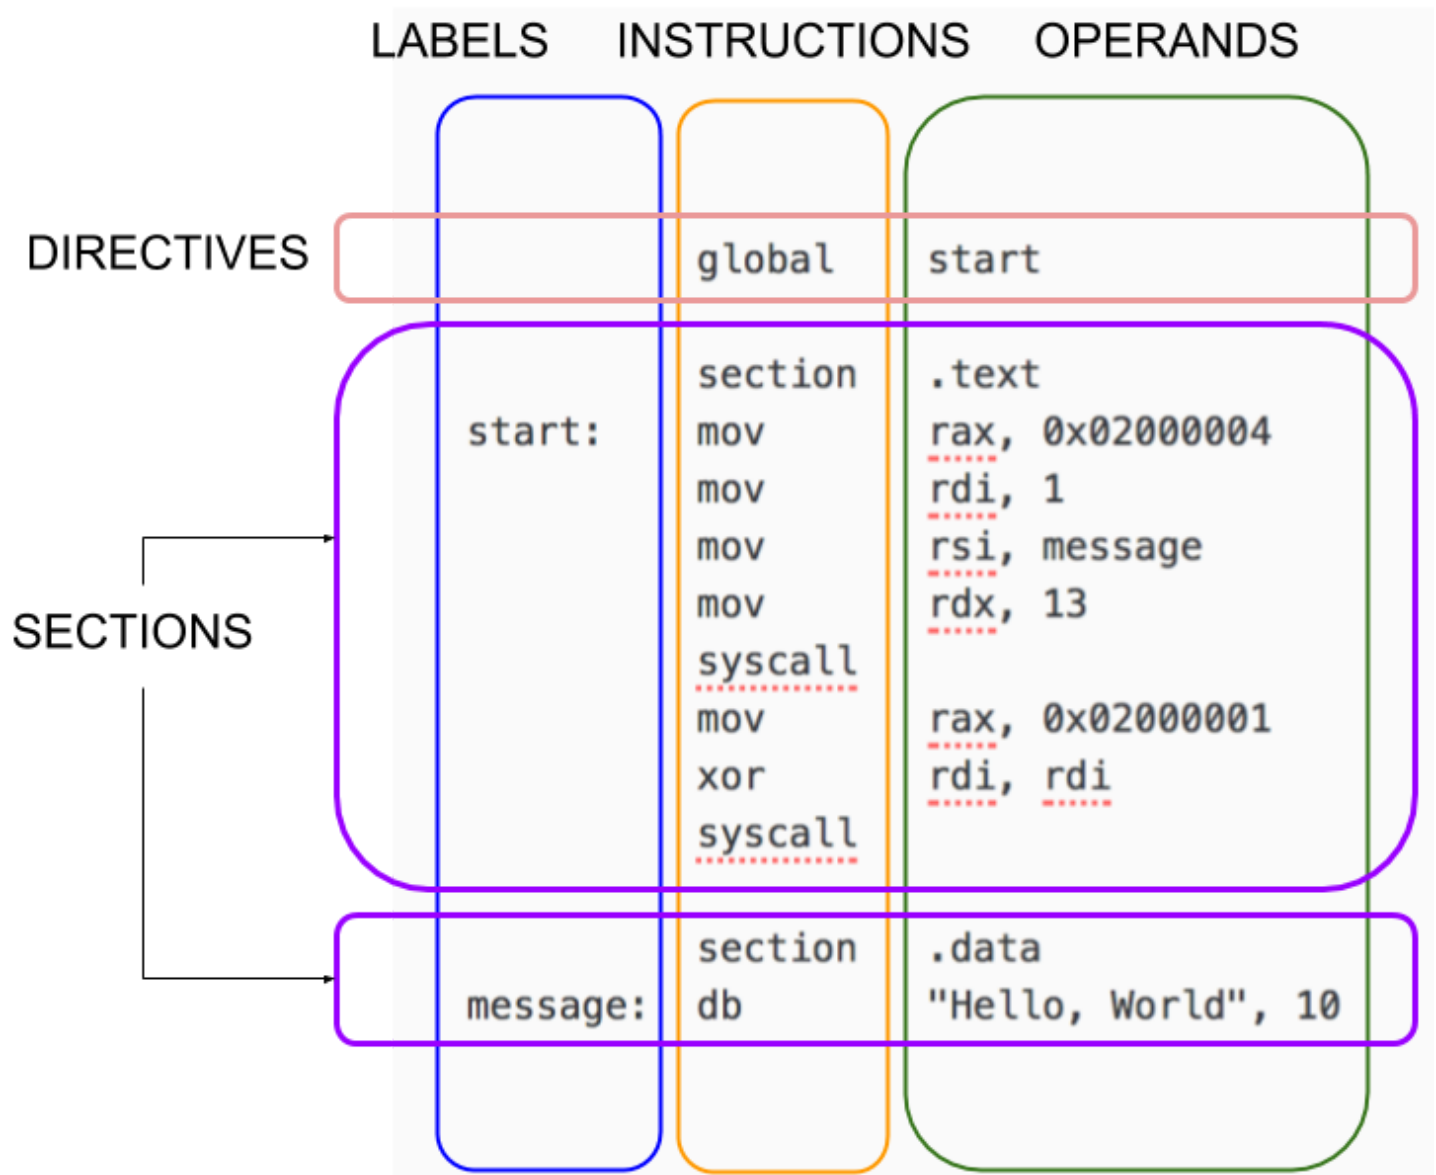 LABELS INSTRUCTIONS OPERANDS
DIRECTIVES global start
section .text
start: mov rax, 0x02000004
mov rdi, 1
mov rsi, message
mov rdx, 13
SECTIONS
syscall
mov rax, 0x02000001
xor rdi, rdi
syscall
section .data
message: db "Hello, World", 10